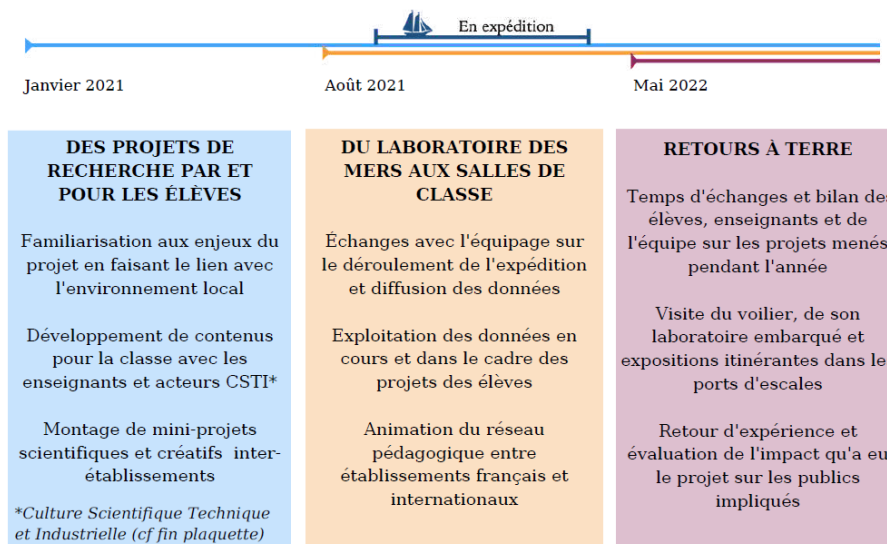 En expédition
Janvier 2021
Août 2021
Mai 2022
DES PROJETS DE
RECHERCHE PAR ET
POUR LES ÉLÈVES
Familiarisation aux enjeux du
projet en faisant le lien avec
l'environnement local
Développement de contenus
pour la classe avec les
enseignants et acteurs CSTI*
Montage de mini-projets
scientifiques et créatifs inter-
établissements
*Culture Scientifique Technique
et Industrielle (cf fin plaquette)
DU LABORATOIRE DES
MERS AUX SALLES DE
CLASSE
Échanges avec l'équipage sur
le déroulement de l'expédition
et diffusion des données
Exploitation des données en
cours et dans le cadre des
projets des élèves
Animation du réseau
pédagogique entre
établissements français et
internationaux
RETOURS À TERRE
Temps d'échanges et bilan des
élèves, enseignants et de
l'équipe sur les projets menés
pendant l'année
Visite du voilier, de son
laboratoire embarqué et
expositions itinérantes dans le
ports d'escales
Retour d'expérience et
évaluation de l'impact qu'a eu
le projet sur les publics
impliqués